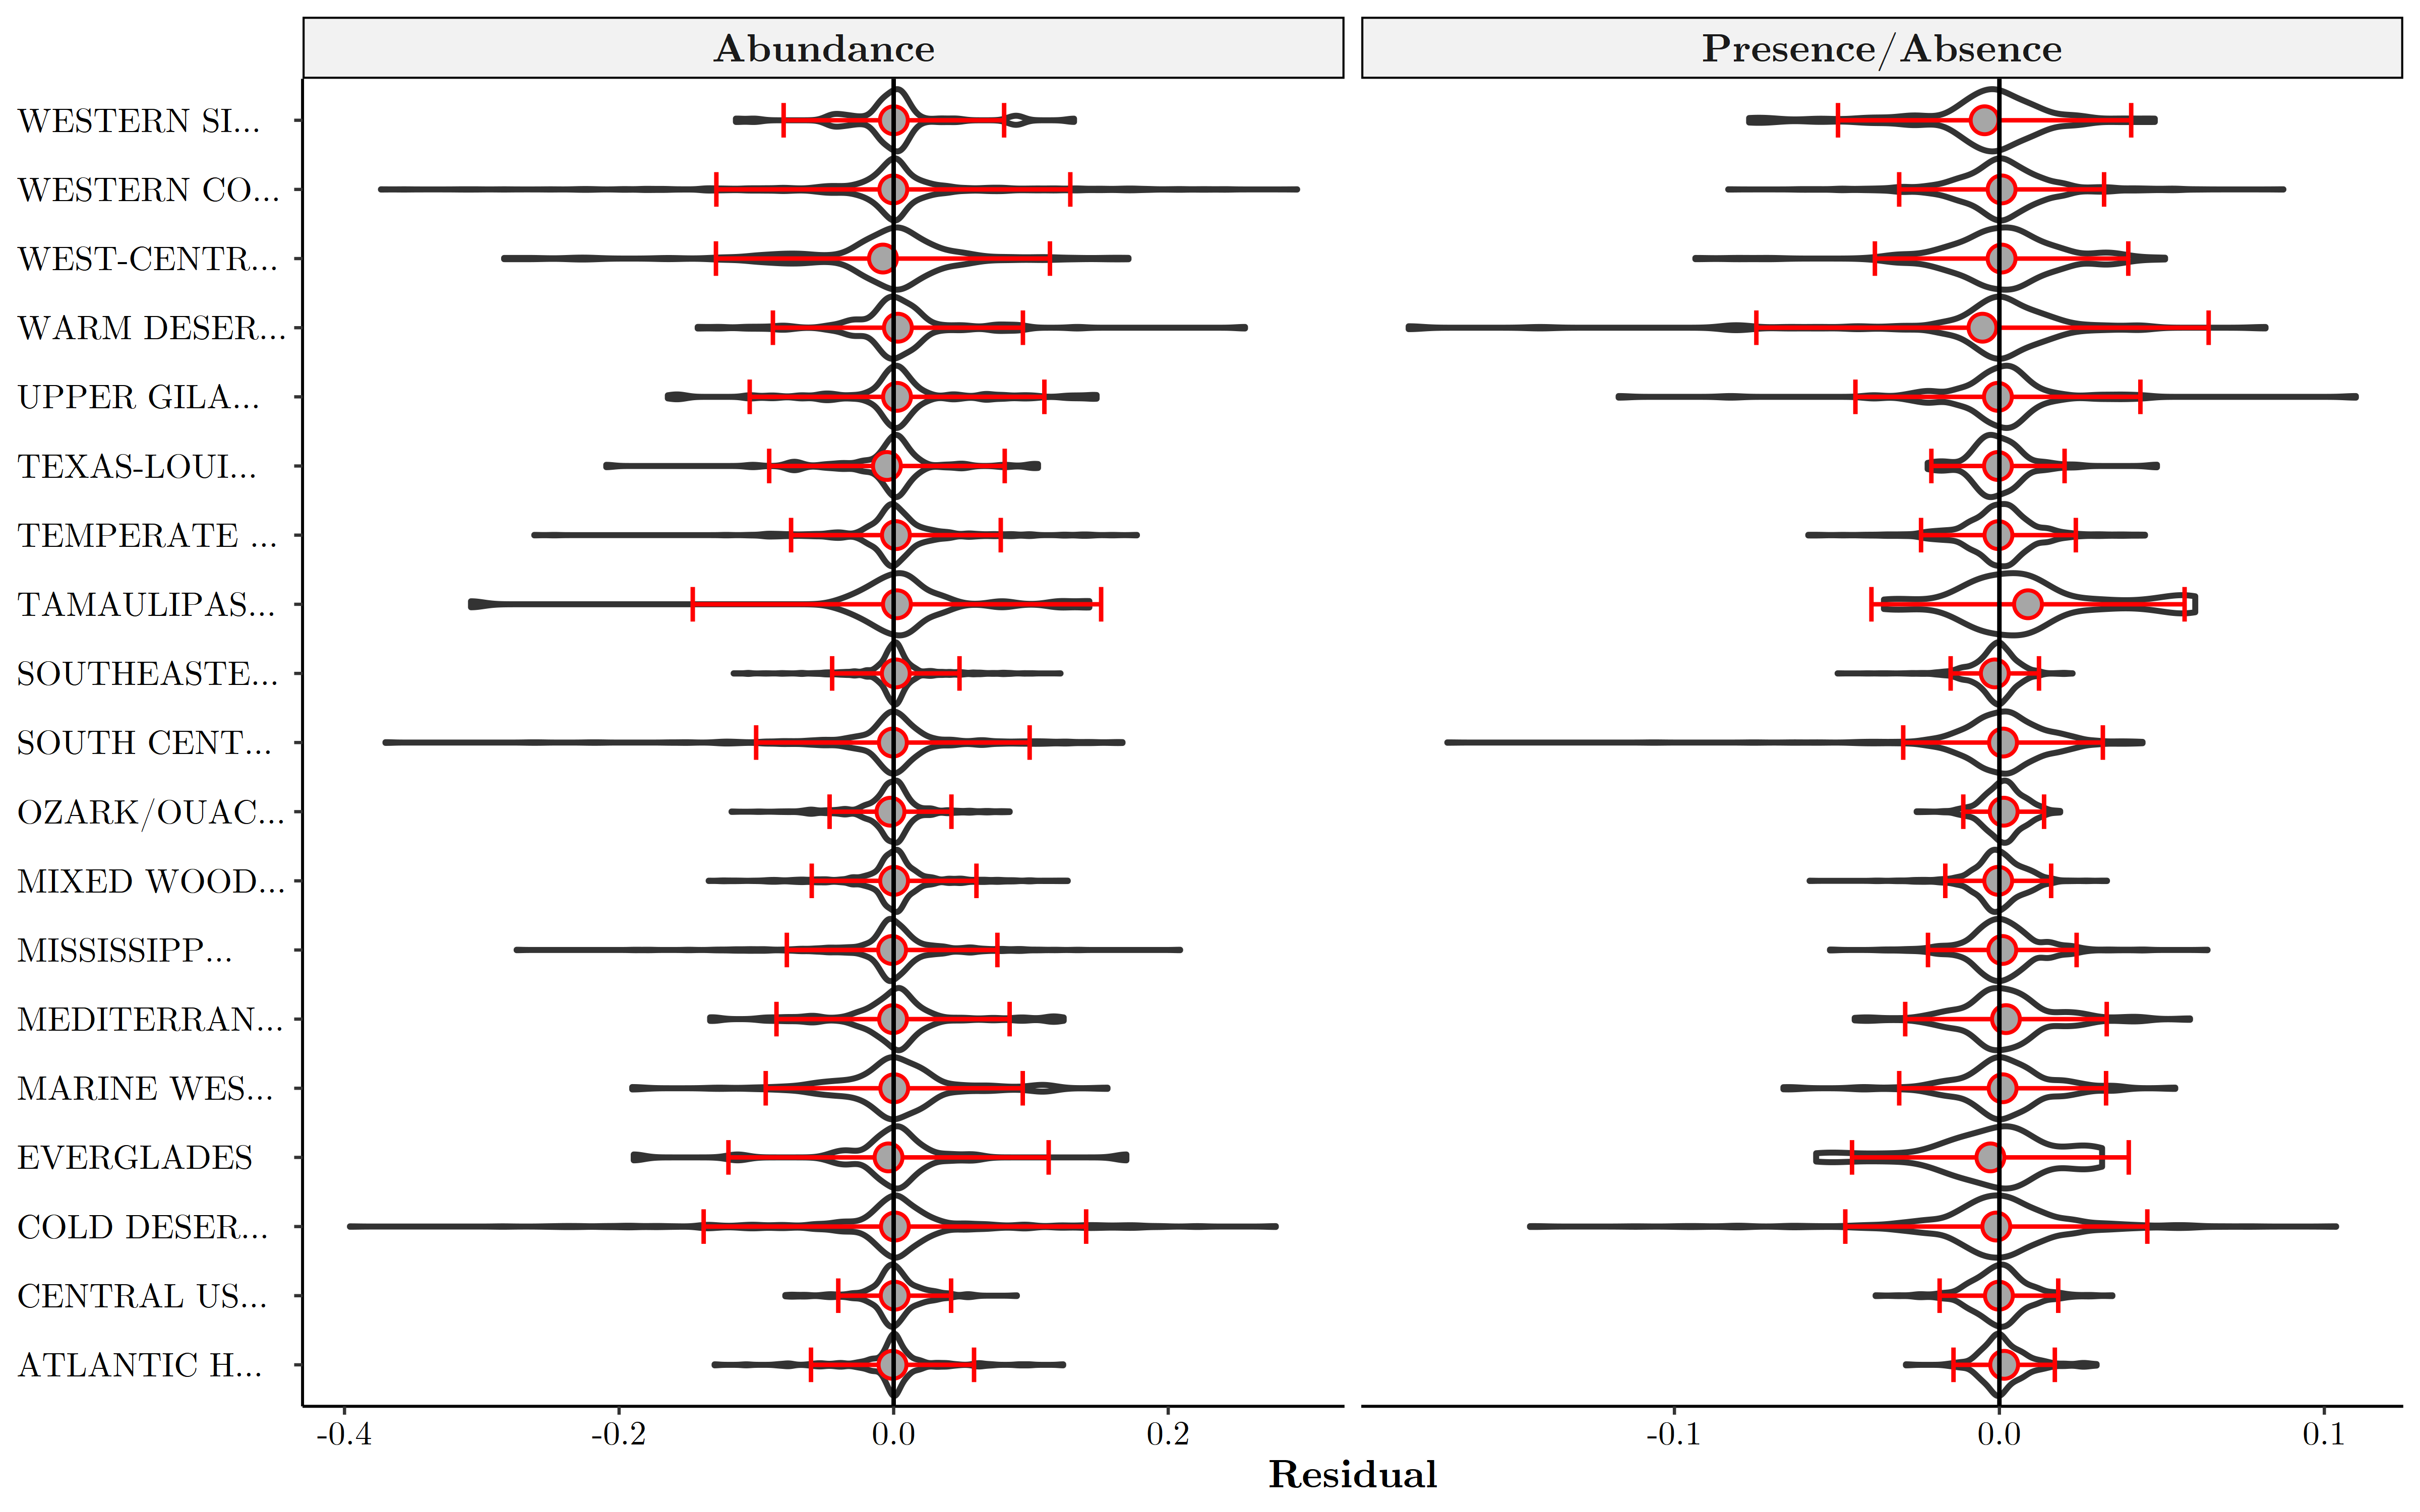 Abundance
Presence/Absence
WESTERN SI...
WESTERN CO...
WEST-CENTR...
WARM DESER...
UPPER GILA...
TEXAS-LOUI...
TEMPERATE ...
TAMAULIPAS...
SOUTHEASTE...
SOUTH CENT...
OZARK/OUAC...
MIXED WOOD...
MISSISSIPP...
MEDITERRAN...
MARINE WES...
EVERGLADES
COLD DESER...
CENTRAL US...
ATLANTIC H...
-0.4 -0.2 0.0 0.2 -0.1 0.0 0.1
Residual